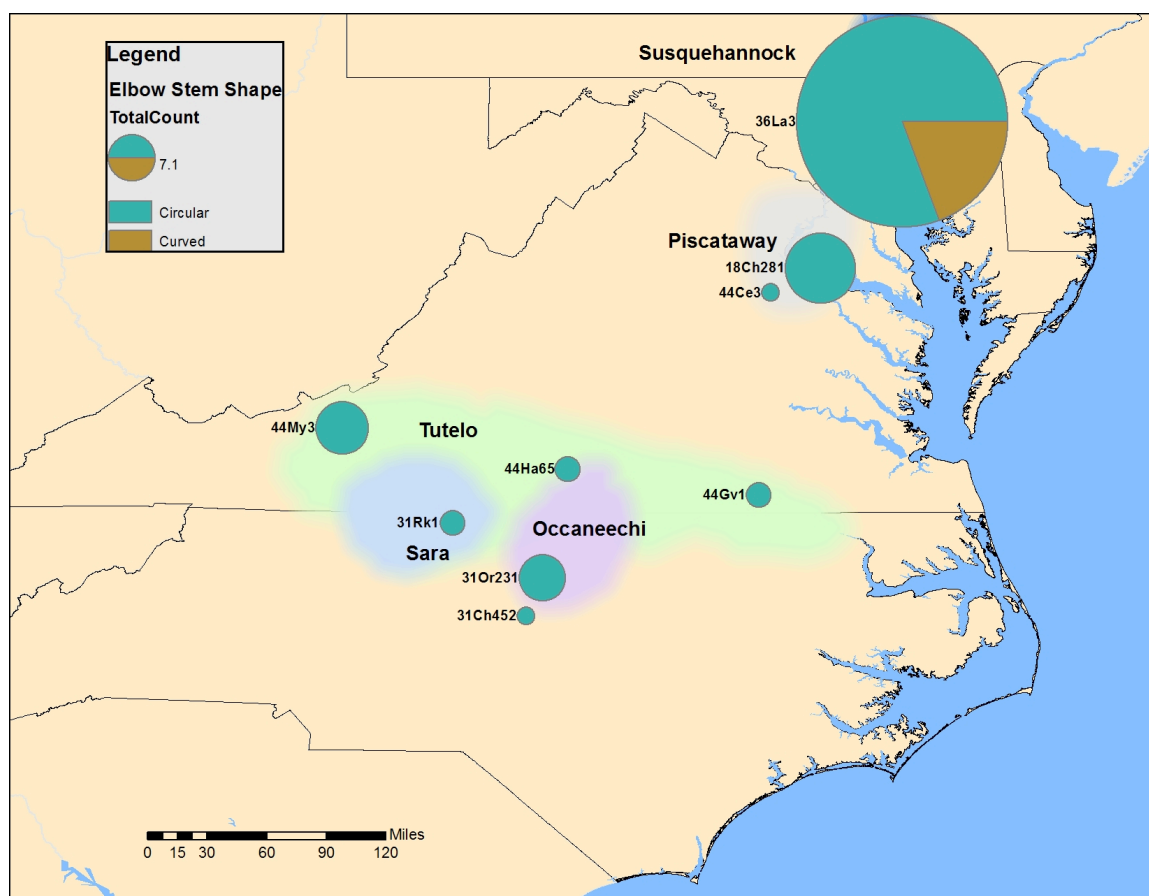 Legend
Elbow Stem Shape
TotalCount
7.1
Circular
Curved
Susquehannock
36La3
Piscataway
18Ch281
44Ce3
44My3
Tutelo
44Ha65
44Gv1
31Rk1
Occaneechi
Sara
31Or231
31Ch452
Miles
0 15 30 60 90 120